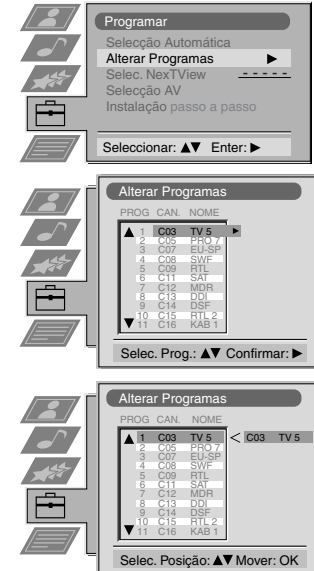 Programar
Selecção Automática
Alterar Programas ►
Selec. NexTView - - - - -
Selecção AV
Instalação passo a passo
Seleccionar: ▲▼ Enter: ►
Alterar Programas
PROG CAN. NOME
1 C03 TV 5
2 C05 PRO 7
3 C07 EU-SP
4 C08 SWF
5 C09 RTL
6 C11 SAT
7 C12 MDR
8 C13 DDI
9 C14 DSF
10 C15 RTL 2
11 C16 KAB 1
Selec. Prog.: ▲▼ Confirmar: ►
Alterar Programas
PROG CAN. NOME
1 C03 TV 5 < C03 TV 5
2 C05 PRO 7
3 C07 EU-SP
4 C08 SWF
5 C09 RTL
6 C11 SAT
7 C12 MDR
8 C13 DDI
9 C14 DSF
10 C15 RTL 2
11 C16 KAB 1
Selec. Posição: ▲▼ Mover: OK